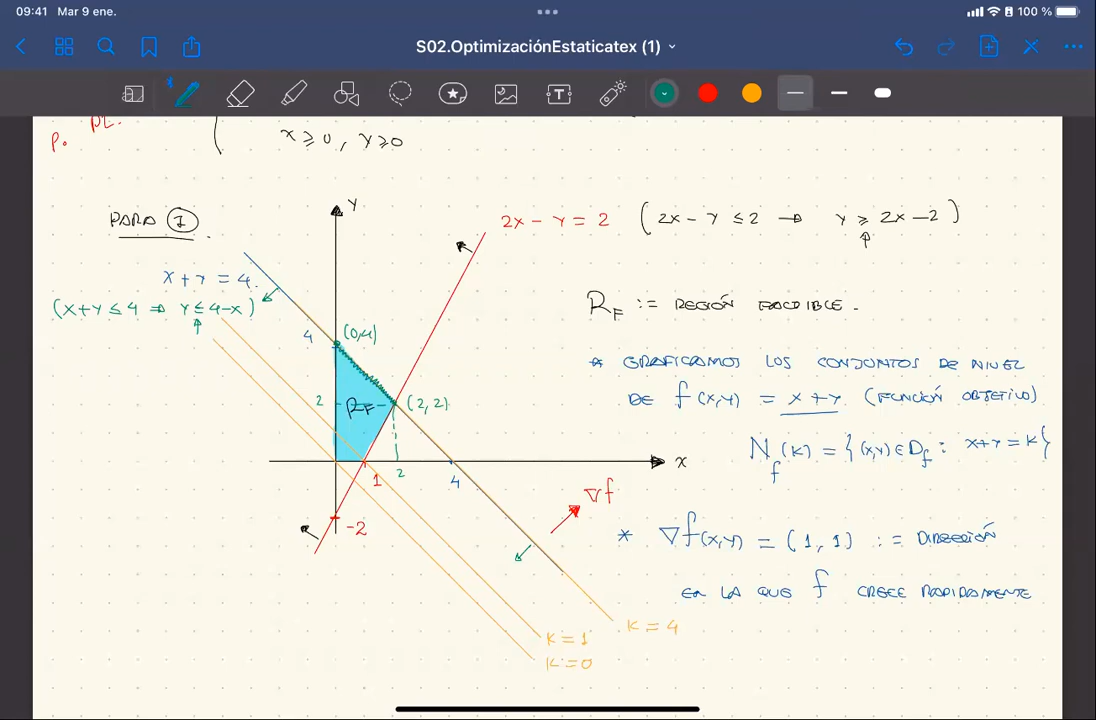 09:41 Mar 9 ene.
100 %
S02.OptimizaciónEstaticatex (1)
x ≥ 0, y ≥ 0
PARA 1
2x - y = 2 (2x - y ≤ 2 → y ≥ 2x - 2)
x + y = 4
(x + y ≤ 4 ⇒ y ≤ 4 - x)
y
(0,4)
4
2
R_F
(2,2)
x
1
2
4
-2
∇f
K = 4
K = 1
K = 0
R_F := REGIÓN FACTIBLE.
* GRAFICAMOS LOS CONJUNTOS DE NIVEL
DE f(x,y) = x + y (FUNCIÓN OBJETIVO)
N_f(K) = {(x,y) ∈ D_f : x+y = K}
* ∇f(x,y) = (1,1) := DIRECCIÓN
EN LA QUE f CRECE RÁPIDAMENTE